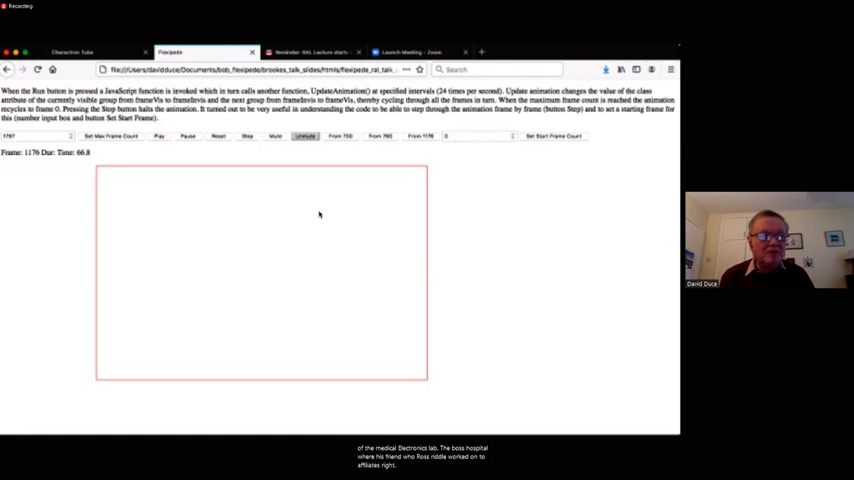 Recording
Charactron Tube
Flexipede
Reminder: RAL Lecture starts
Launch Meeting - Zoom
file:///Users/davidduce/Documents/bob_flexipede/brookes_talk_slides/htmls/flexipede_ral_talk_
Search
When the Run button is pressed a JavaScript function is invoked which in turn calls another function, UpdateAnimation() at specified intervals (24 times per second). Update animation changes the value of the class
attribute of the currently visible group from frameVis to frameInvis and the next group from frameInvis to frameVis, thereby cycling through all the frames in turn. When the maximum frame count is reached the animation
recycles to frame 0. Pressing the Stop button halts the animation. It turned out to be very useful in understanding the code to be able to step through the animation frame by frame (button Step) and to set a starting frame for
this (number input box and button Set Start Frame).
1797 Set Max Frame Count Play Pause Reset Step Mute Unmute From 700 From 760 From 1176 0 Set Start Frame Count
Frame: 1176 Dur: Time: 66.8
David Duce
of the medical Electronics lab. The boss hospital
where his friend who Ross riddle worked on to
affiliates right,